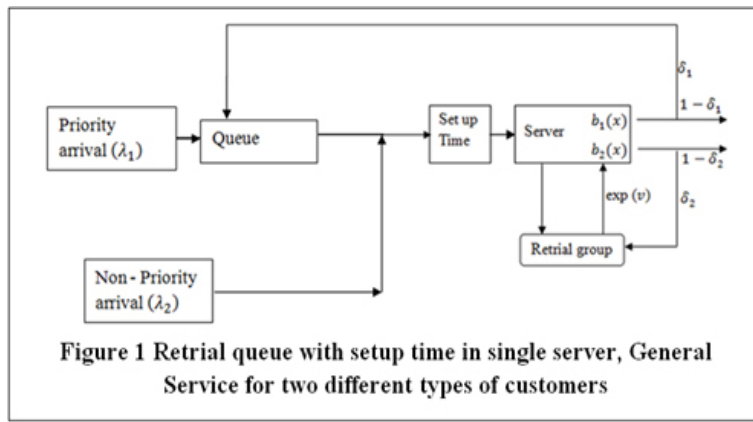 δ₁
Priority
arrival (λ₁)
Queue
Set up
Time
Server
b₁(x)
b₂(x)
1 − δ₁
1 − δ₂
exp (v)
δ₂
Retrial group
Non - Priority
arrival (λ₂)
Figure 1 Retrial queue with setup time in single server, General
Service for two different types of customers